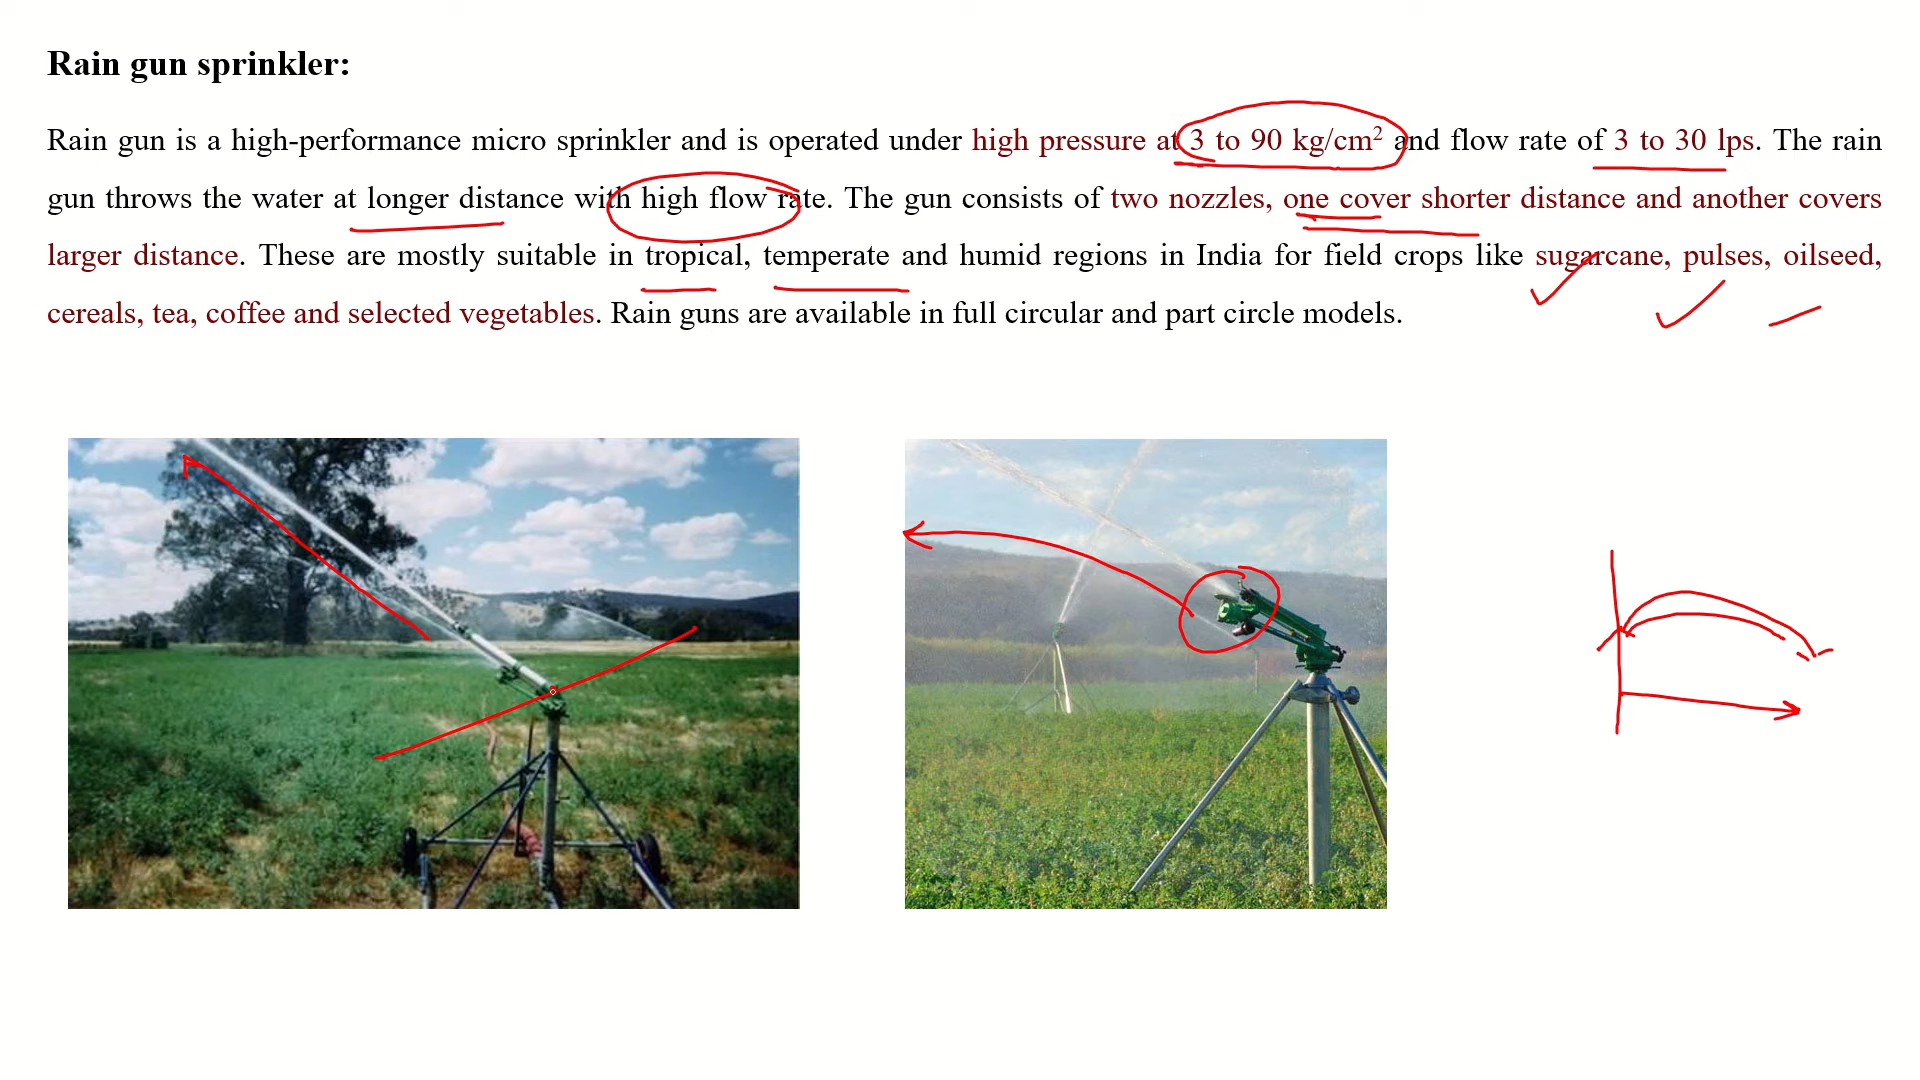 Rain gun sprinkler:
Rain gun is a high-performance micro sprinkler and is operated under high pressure at 3 to 90 kg/cm² and flow rate of 3 to 30 lps. The rain
gun throws the water at longer distance with high flow rate. The gun consists of two nozzles, one cover shorter distance and another covers
larger distance. These are mostly suitable in tropical, temperate and humid regions in India for field crops like sugarcane, pulses, oilseed,
cereals, tea, coffee and selected vegetables. Rain guns are available in full circular and part circle models.